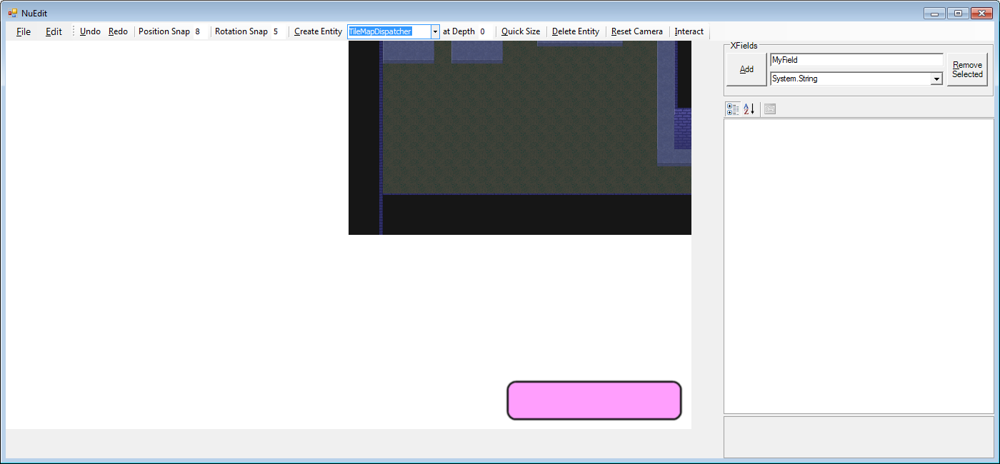 NuEdit
File Edit Undo Redo Position Snap 8 Rotation Snap 5 Create Entity TileMapDispatcher at Depth 0 Quick Size Delete Entity Reset Camera Interact
XFields
Add MyField Remove Selected
System.String